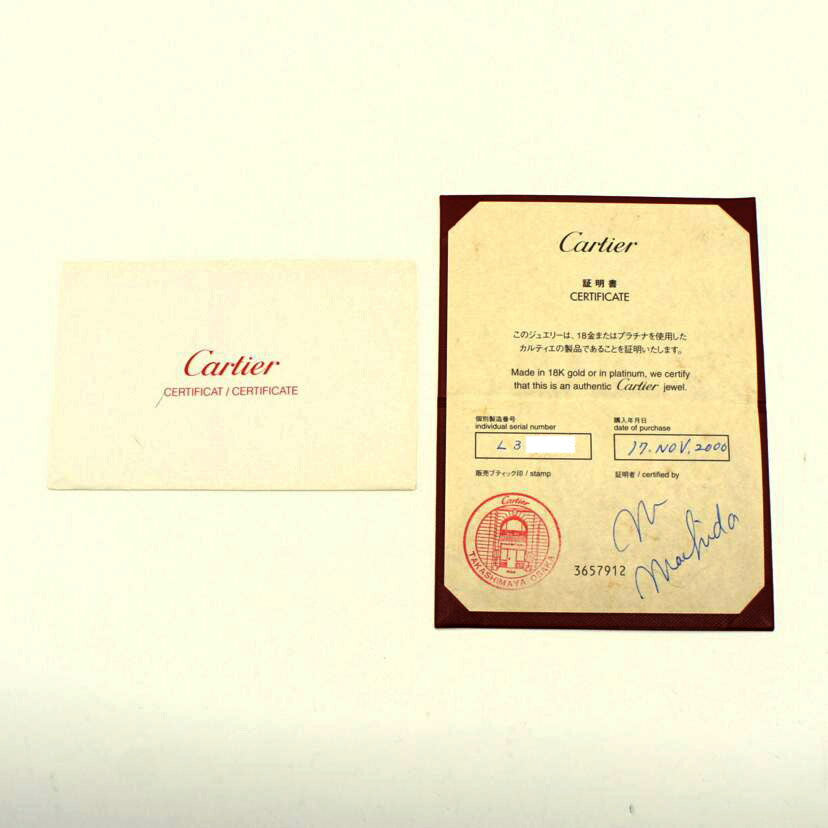 Cartier
CERTIFICAT / CERTIFICATE
Cartier
証明書
CERTIFICATE
このジュエリーは、18金またはプラチナを使用した
カルティエの製品であることを証明いたします。
Made in 18K gold or in platinum, we certify
that this is an authentic Cartier jewel.
個別製造番号
individual serial number
L3
購入年月日
date of purchase
17. NOV. 2000
販売ブティック印 / stamp
証明者 / certified by
Cartier
TAKASHIMAYA OSAKA
3657912
Machida